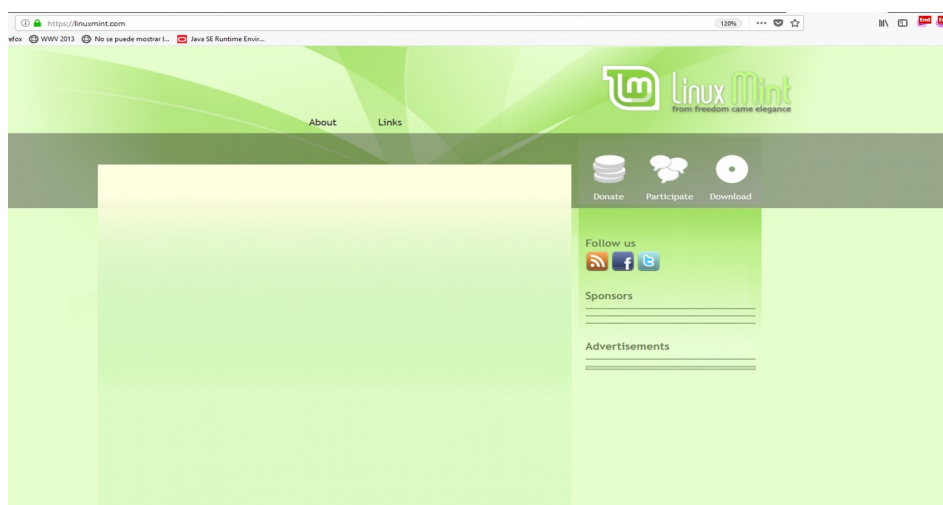 https://linuxmint.com
120%
efox WWV 2013 No se puede mostrar l... Java SE Runtime Envir...
Linux Mint
from freedom came elegance
About Links
Donate Participate Download
Follow us
Sponsors
Advertisements